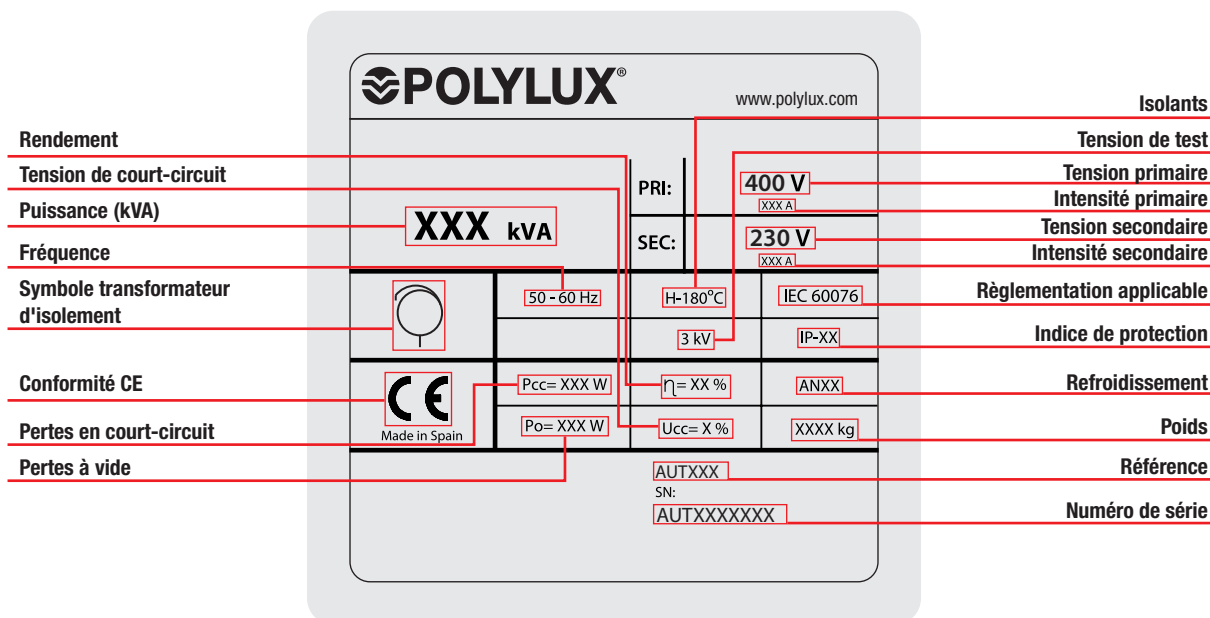 POLYLUX®
www.polylux.com
Rendement
Tension de court-circuit
Puissance (kVA)
Fréquence
Symbole transformateur
d'isolement
Conformité CE
Pertes en court-circuit
Pertes à vide
XXX kVA
PRI:
400 V
XXX A
SEC:
230 V
XXX A
50 - 60 Hz
H-180°C
IEC 60076
3 kV
IP-XX
CE
Made in Spain
Pcc= XXX W
η= XX %
ANXX
Po= XXX W
Ucc= X %
XXXX kg
AUTXXX
SN:
AUTXXXXXXX
Isolants
Tension de test
Tension primaire
Intensité primaire
Tension secondaire
Intensité secondaire
Règlementation applicable
Indice de protection
Refroidissement
Poids
Référence
Numéro de série